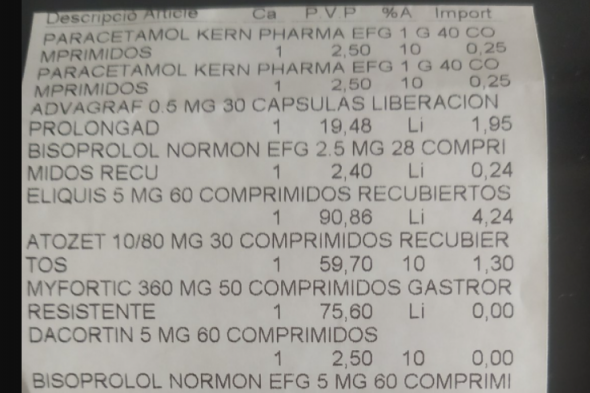 Descripció Article Ca P V P %A Import
PARACETAMOL KERN PHARMA EFG 1 G 40 CO
MPRIMIDOS 1 2,50 10 0,25
PARACETAMOL KERN PHARMA EFG 1 G 40 CO
MPRIMIDOS 1 2,50 10 0,25
ADVAGRAF 0.5 MG 30 CAPSULAS LIBERACION
PROLONGAD 1 19,48 Li 1,95
BISOPROLOL NORMON EFG 2.5 MG 28 COMPRI
MIDOS RECU 1 2,40 Li 0,24
ELIQUIS 5 MG 60 COMPRIMIDOS RECUBIERTOS
1 90,86 Li 4,24
ATOZET 10/80 MG 30 COMPRIMIDOS RECUBIER
TOS 1 59,70 10 1,30
MYFORTIC 360 MG 50 COMPRIMIDOS GASTROR
RESISTENTE 1 75,60 Li 0,00
DACORTIN 5 MG 60 COMPRIMIDOS
1 2,50 10 0,00
BISOPROLOL NORMON EFG 5 MG 60 COMPRIMI